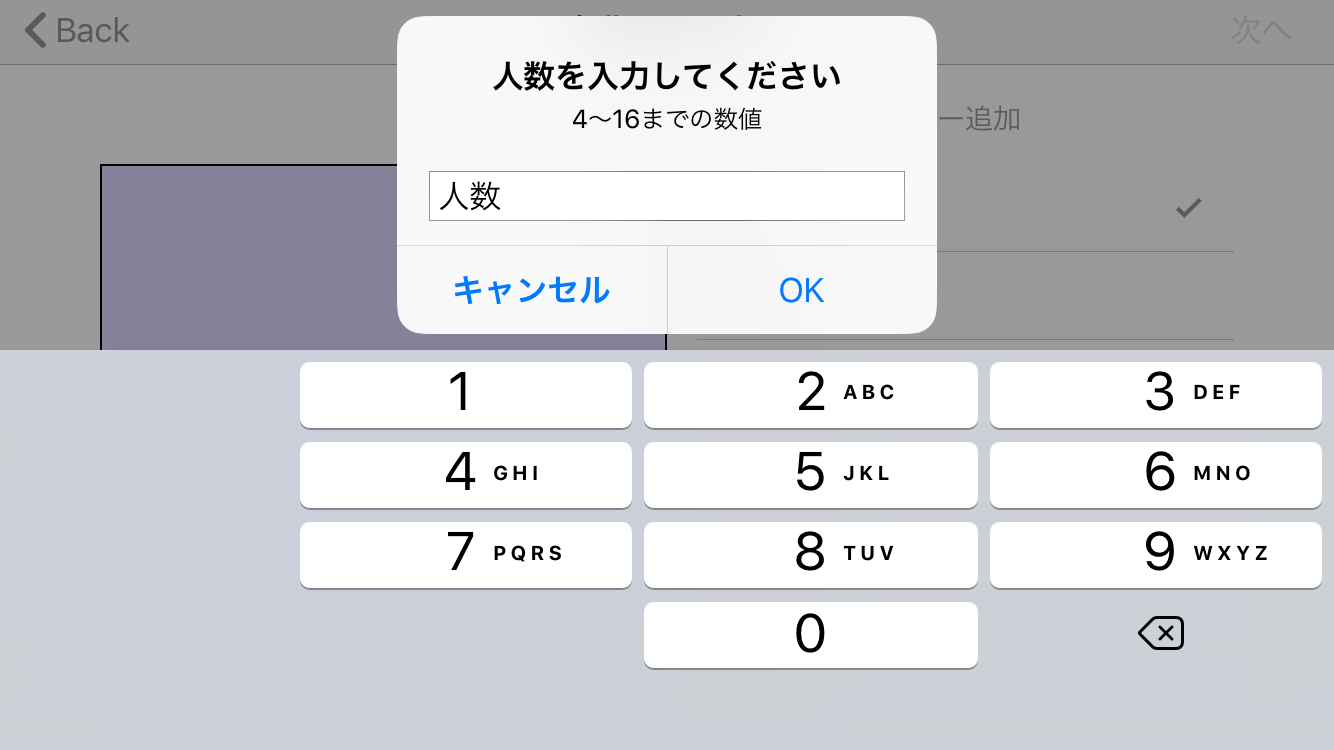 Back
次へ
人数を入力してください
4〜16までの数値
ー追加
人数
キャンセル
OK
1
2 ABC
3 DEF
4 GHI
5 JKL
6 MNO
7 PQRS
8 TUV
9 WXYZ
0